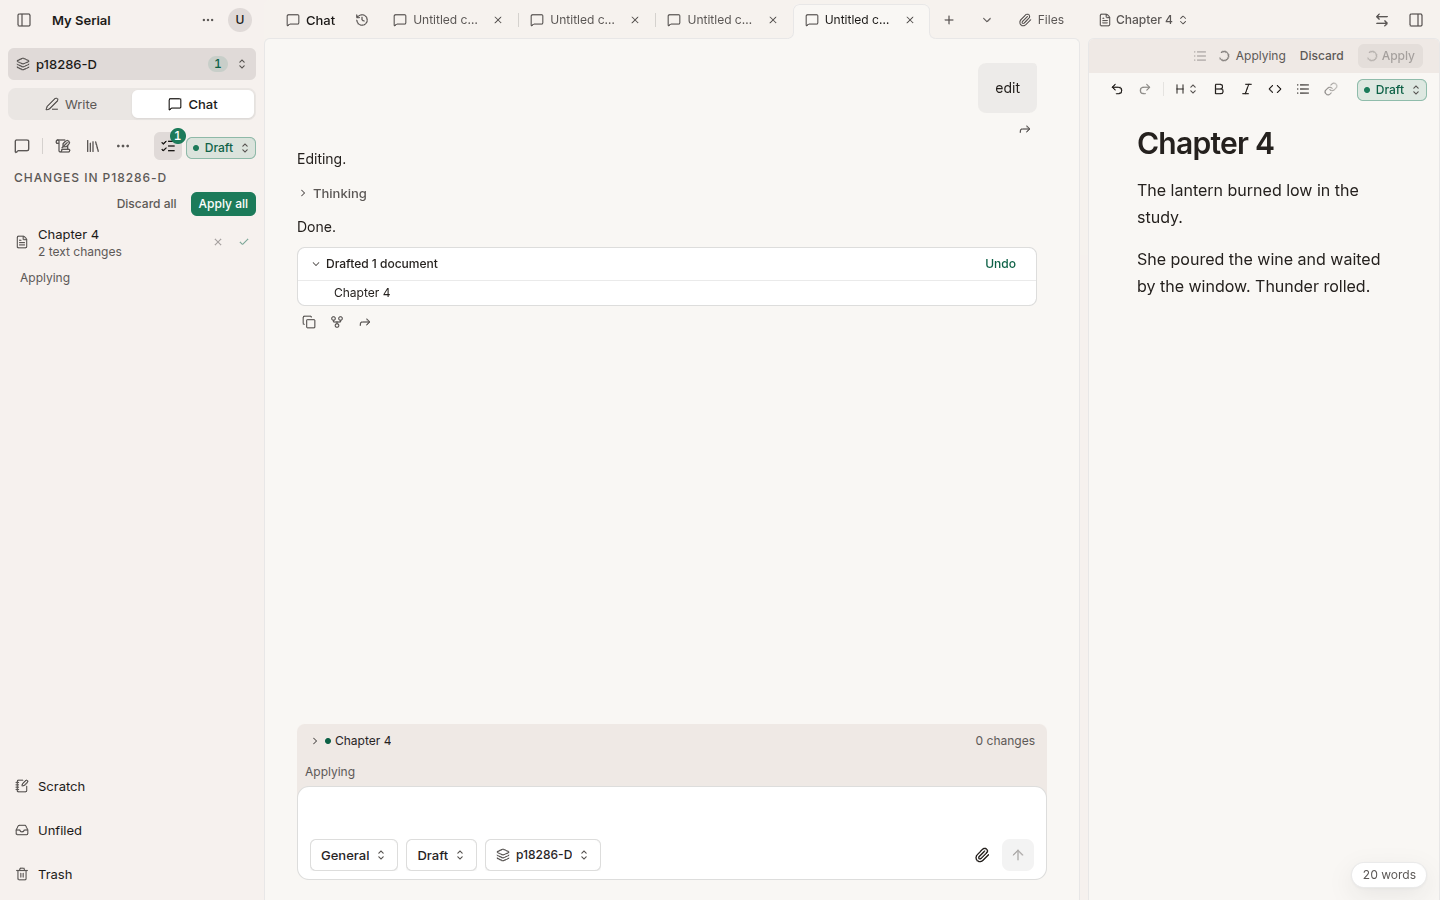 My Serial
U
p18286-D
1
Write
Chat
1
Draft
CHANGES IN P18286-D
Discard all
Apply all
Chapter 4
2 text changes
Applying
Scratch
Unfiled
Trash
Chat
Untitled c...
Untitled c...
Untitled c...
Untitled c...
Files
edit
Editing.
Thinking
Done.
Drafted 1 document
Undo
Chapter 4
Chapter 4
0 changes
Applying
General
Draft
p18286-D
Chapter 4
Applying
Discard
Apply
H
B
I
Draft
Chapter 4
The lantern burned low in the
study.
She poured the wine and waited
by the window. Thunder rolled.
20 words